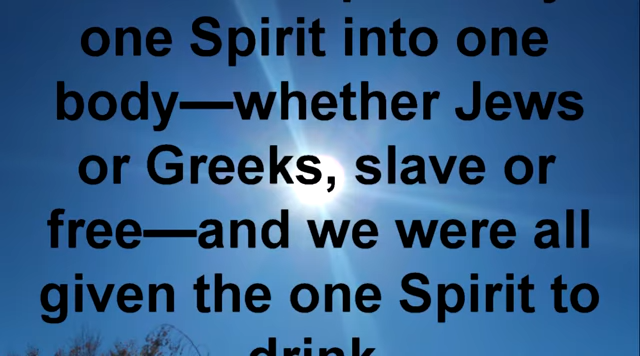 one Spirit into one
body—whether Jews
or Greeks, slave or
free—and we were all
given the one Spirit to
drink